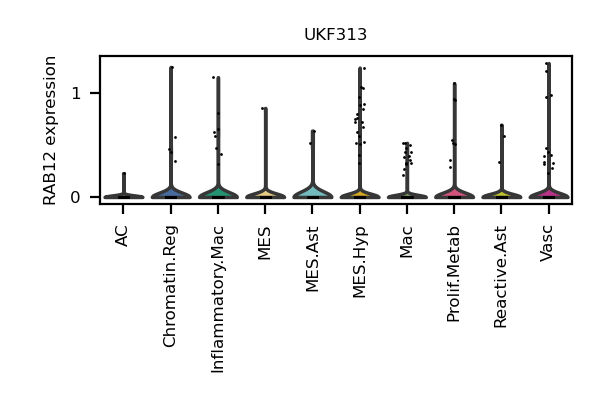 UKF313
RAB12 expression
1
0
AC
Chromatin.Reg
Inflammatory.Mac
MES
MES.Ast
MES.Hyp
Mac
Prolif.Metab
Reactive.Ast
Vasc